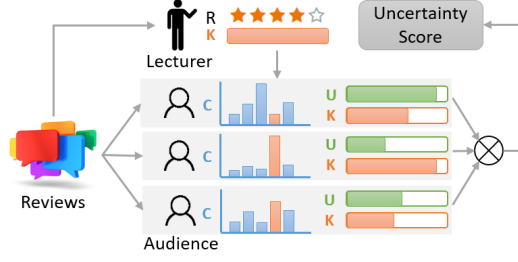 R
K
Lecturer
Uncertainty
Score
C
U
K
C
U
K
C
U
K
Reviews
Audience